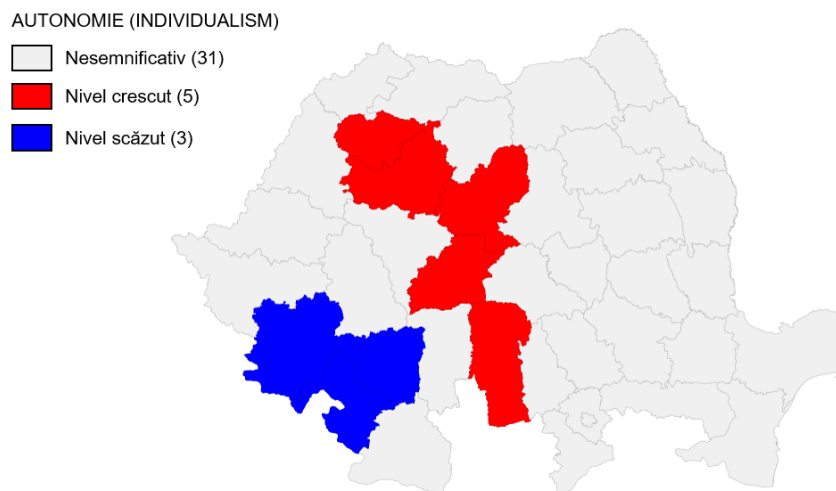 AUTONOMIE (INDIVIDUALISM)
Nesemnificativ (31)
Nivel crescut (5)
Nivel scăzut (3)